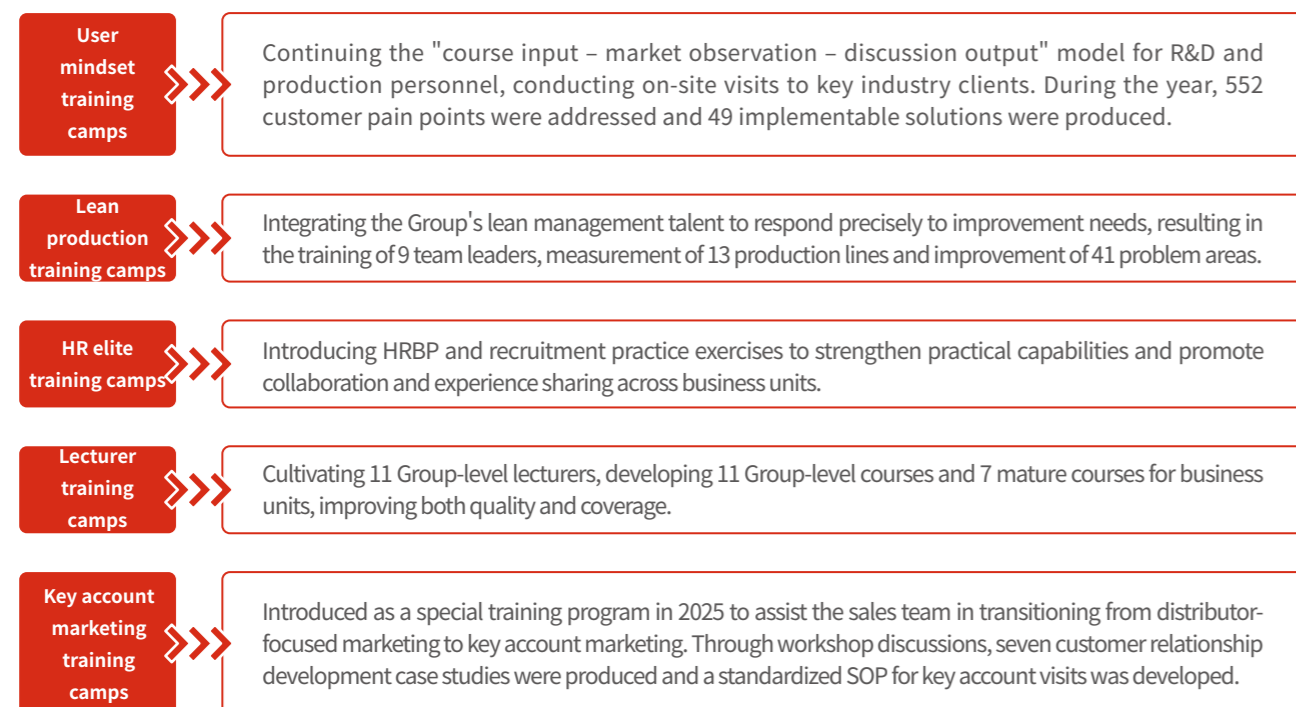 User
mindset
training
camps
Continuing the "course input – market observation – discussion output" model for R&D and
production personnel, conducting on-site visits to key industry clients. During the year, 552
customer pain points were addressed and 49 implementable solutions were produced.
Lean
production
training camps
Integrating the Group's lean management talent to respond precisely to improvement needs, resulting in
the training of 9 team leaders, measurement of 13 production lines and improvement of 41 problem areas.
HR elite
training camps
Introducing HRBP and recruitment practice exercises to strengthen practical capabilities and promote
collaboration and experience sharing across business units.
Lecturer
training
camps
Cultivating 11 Group-level lecturers, developing 11 Group-level courses and 7 mature courses for business
units, improving both quality and coverage.
Key account
marketing
training
camps
Introduced as a special training program in 2025 to assist the sales team in transitioning from distributor-
focused marketing to key account marketing. Through workshop discussions, seven customer relationship
development case studies were produced and a standardized SOP for key account visits was developed.